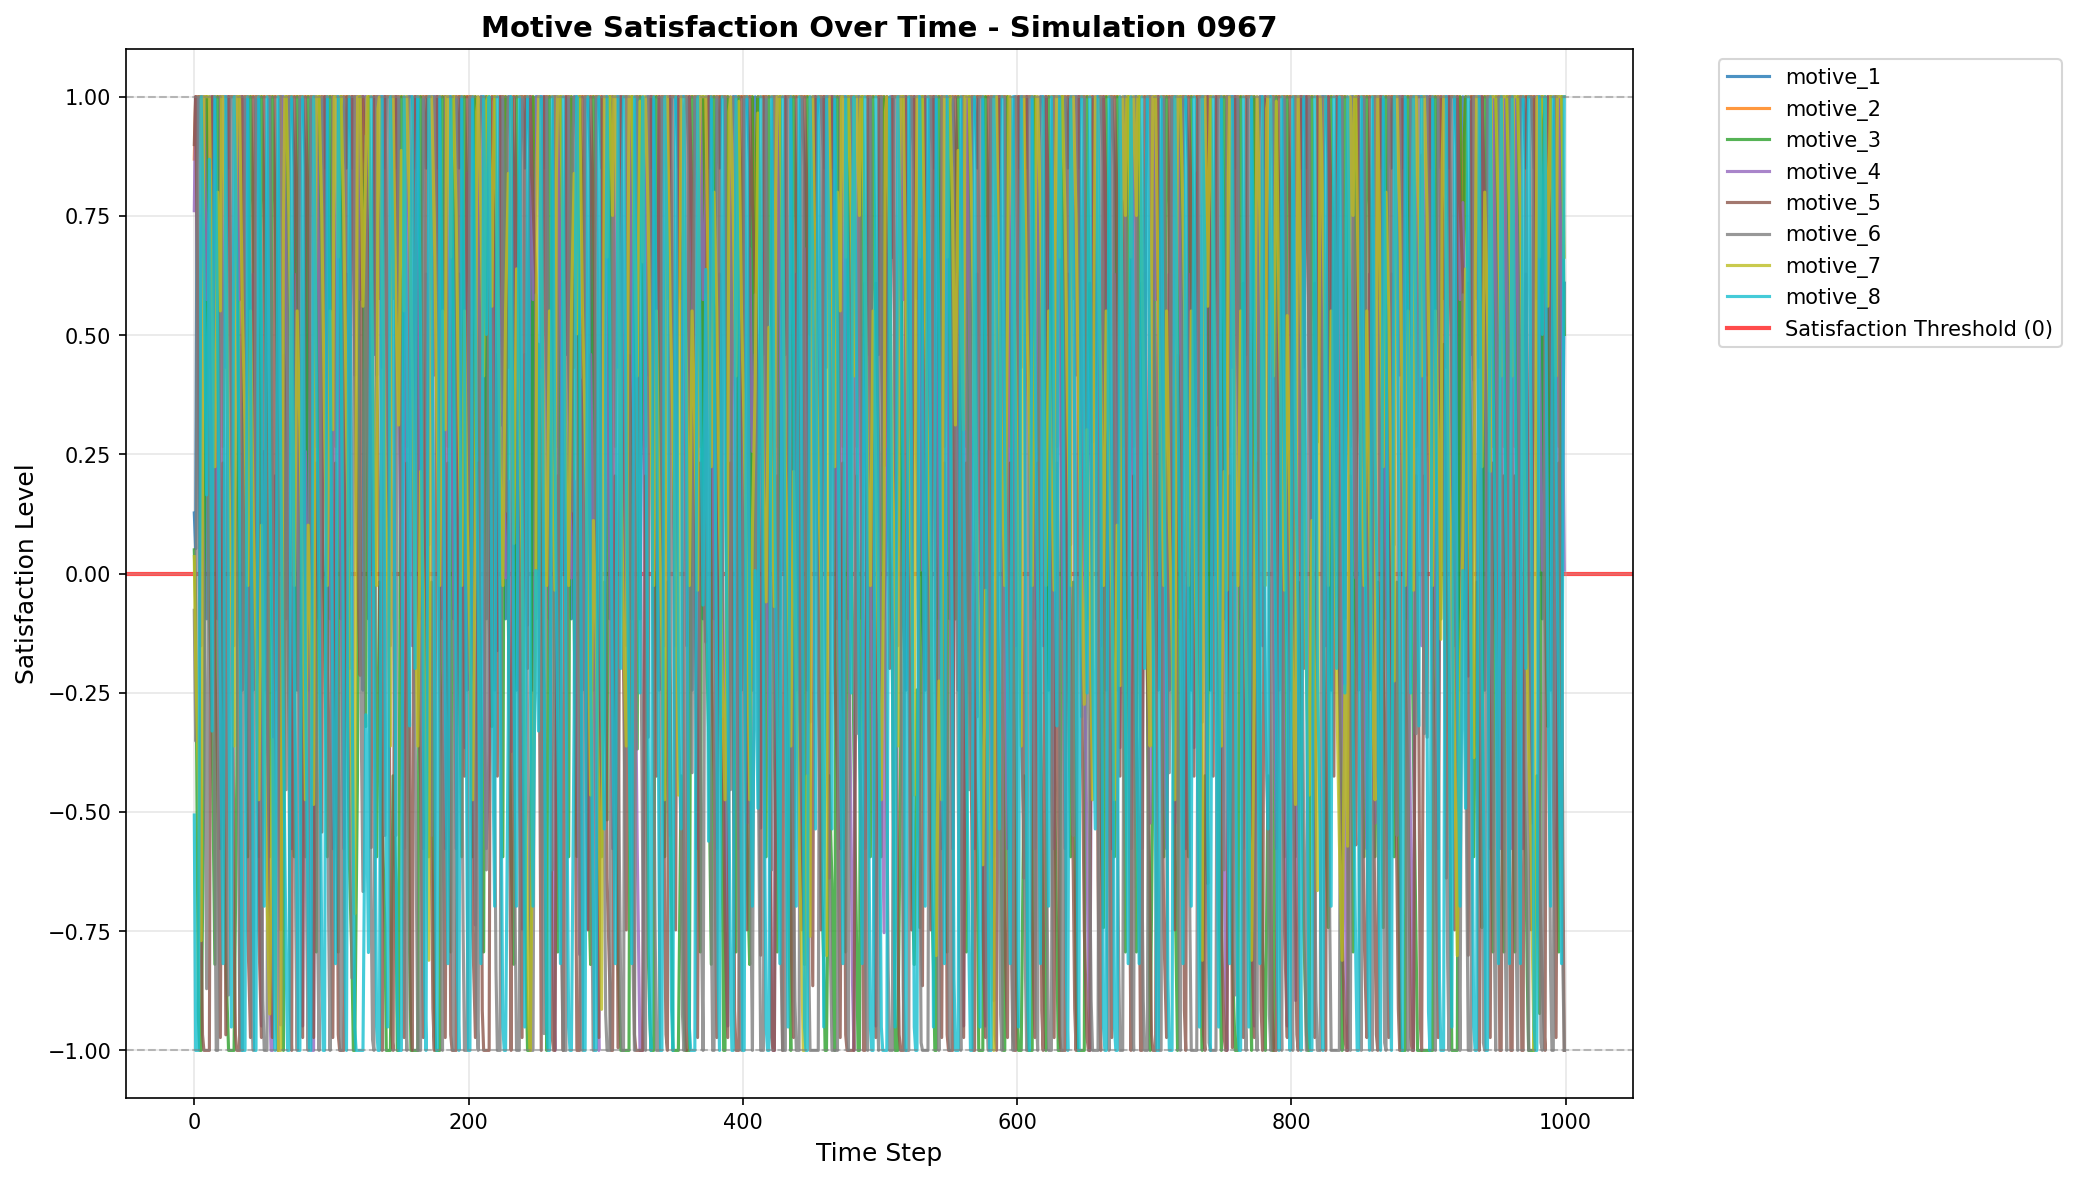 Motive Satisfaction Over Time - Simulation 0967
1.00
0.75
0.50
0.25
0.00
−0.25
−0.50
−0.75
−1.00
Satisfaction Level
0 200 400 600 800 1000
Time Step
motive_1
motive_2
motive_3
motive_4
motive_5
motive_6
motive_7
motive_8
Satisfaction Threshold (0)